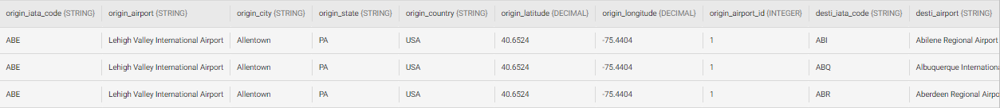 origin_iata_code (STRING) origin_airport (STRING) origin_city (STRING) origin_state (STRING) origin_country (STRING) origin_latitude (DECIMAL) origin_longitude (DECIMAL) origin_airport_id (INTEGER) desti_iata_code (STRING) desti_airport (STRING)
ABE Lehigh Valley International Airport Allentown PA USA 40.6524 -75.4404 1 ABI Abilene Regional Airport
ABE Lehigh Valley International Airport Allentown PA USA 40.6524 -75.4404 1 ABQ Albuquerque Internationa
ABE Lehigh Valley International Airport Allentown PA USA 40.6524 -75.4404 1 ABR Aberdeen Regional Airpo